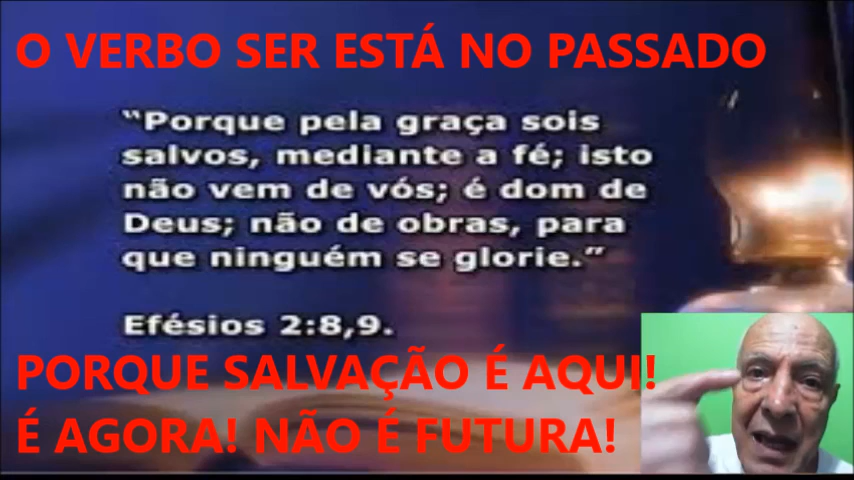 O VERBO SER ESTÁ NO PASSADO
“Porque pela graça sois
salvos, mediante a fé; isto
não vem de vós; é dom de
Deus; não de obras, para
que ninguém se glorie.”
Efésios 2:8,9.
PORQUE SALVAÇÃO É AQUI!
É AGORA! NÃO É FUTURA!